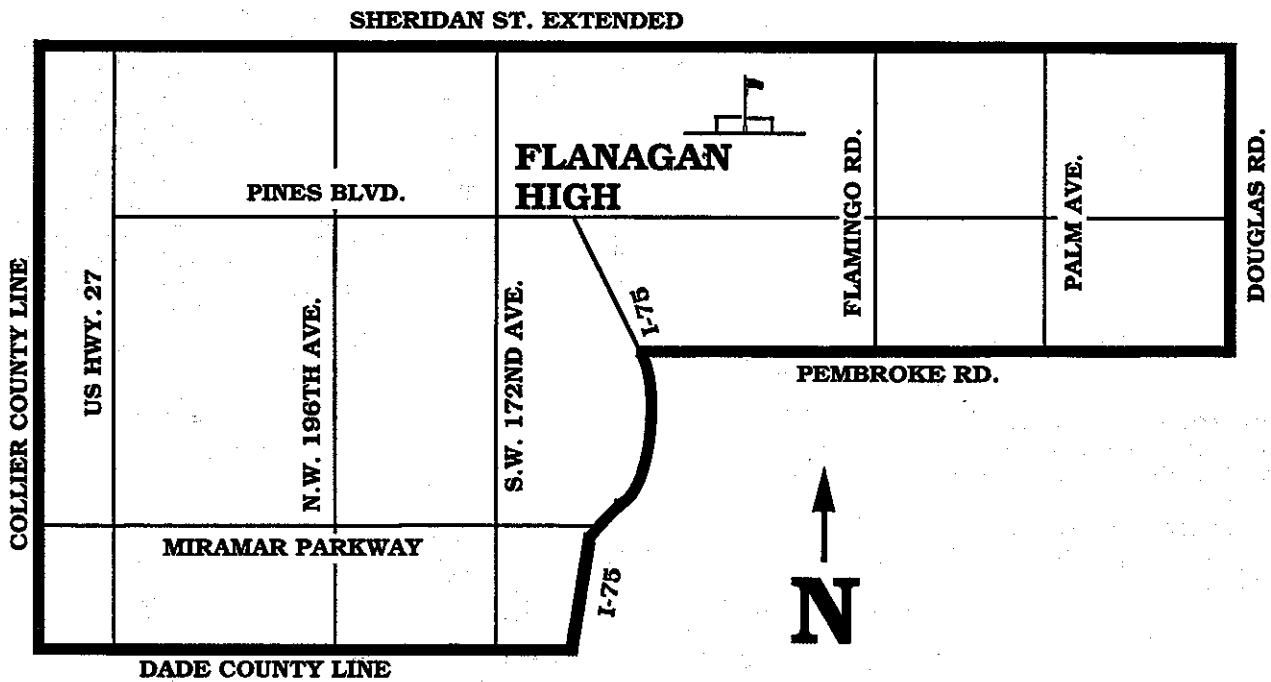 SHERIDAN ST. EXTENDED
FLANAGAN
HIGH
PINES BLVD.
FLAMINGO RD.
PALM AVE.
DOUGLAS RD.
COLLIER COUNTY LINE
US HWY. 27
N.W. 196TH AVE.
S.W. 172ND AVE.
I-75
PEMBROKE RD.
MIRAMAR PARKWAY
I-75
N
DADE COUNTY LINE